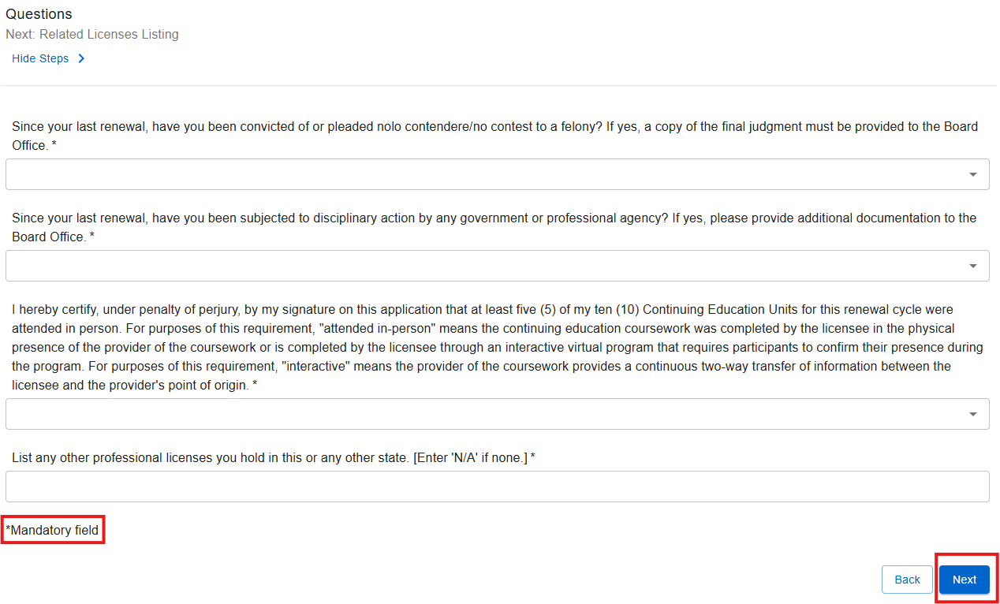 Questions
Next: Related Licenses Listing
Hide Steps
Since your last renewal, have you been convicted of or pleaded nolo contendere/no contest to a felony? If yes, a copy of the final judgment must be provided to the Board
Office. *
Since your last renewal, have you been subjected to disciplinary action by any government or professional agency? If yes, please provide additional documentation to the
Board Office. *
I hereby certify, under penalty of perjury, by my signature on this application that at least five (5) of my ten (10) Continuing Education Units for this renewal cycle were
attended in person. For purposes of this requirement, "attended in-person" means the continuing education coursework was completed by the licensee in the physical
presence of the provider of the coursework or is completed by the licensee through an interactive virtual program that requires participants to confirm their presence during
the program. For purposes of this requirement, "interactive" means the provider of the coursework provides a continuous two-way transfer of information between the
licensee and the provider's point of origin. *
List any other professional licenses you hold in this or any other state. [Enter 'N/A' if none.] *
*Mandatory field
Back
Next